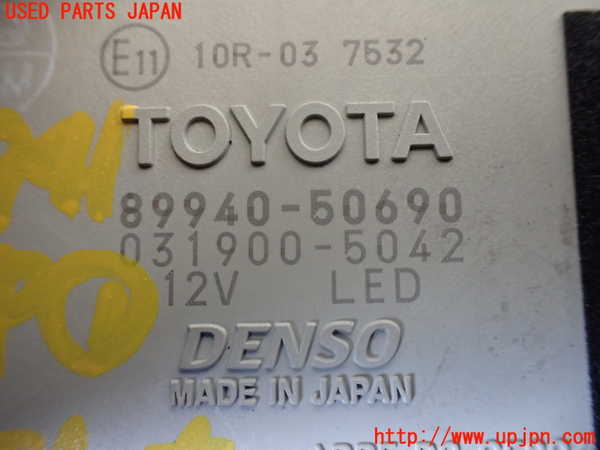 USED PARTS JAPAN
E11 10R-03 7532
TOYOTA
89940-50690
031900-5042
12V LED
DENSO
MADE IN JAPAN
http://www.upjpn.com/